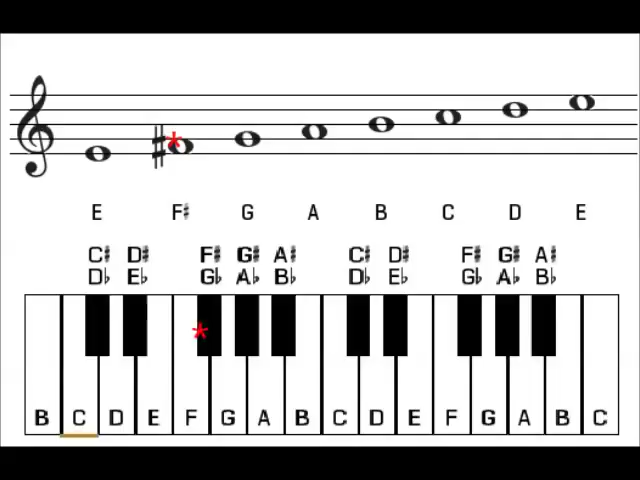 E F♯ G A B C D E
C♯ D♯ F♯ G♯ A♯ C♯ D♯ F♯ G♯ A♯
D♭ E♭ G♭ A♭ B♭ D♭ E♭ G♭ A♭ B♭
B C D E F G A B C D E F G A B C